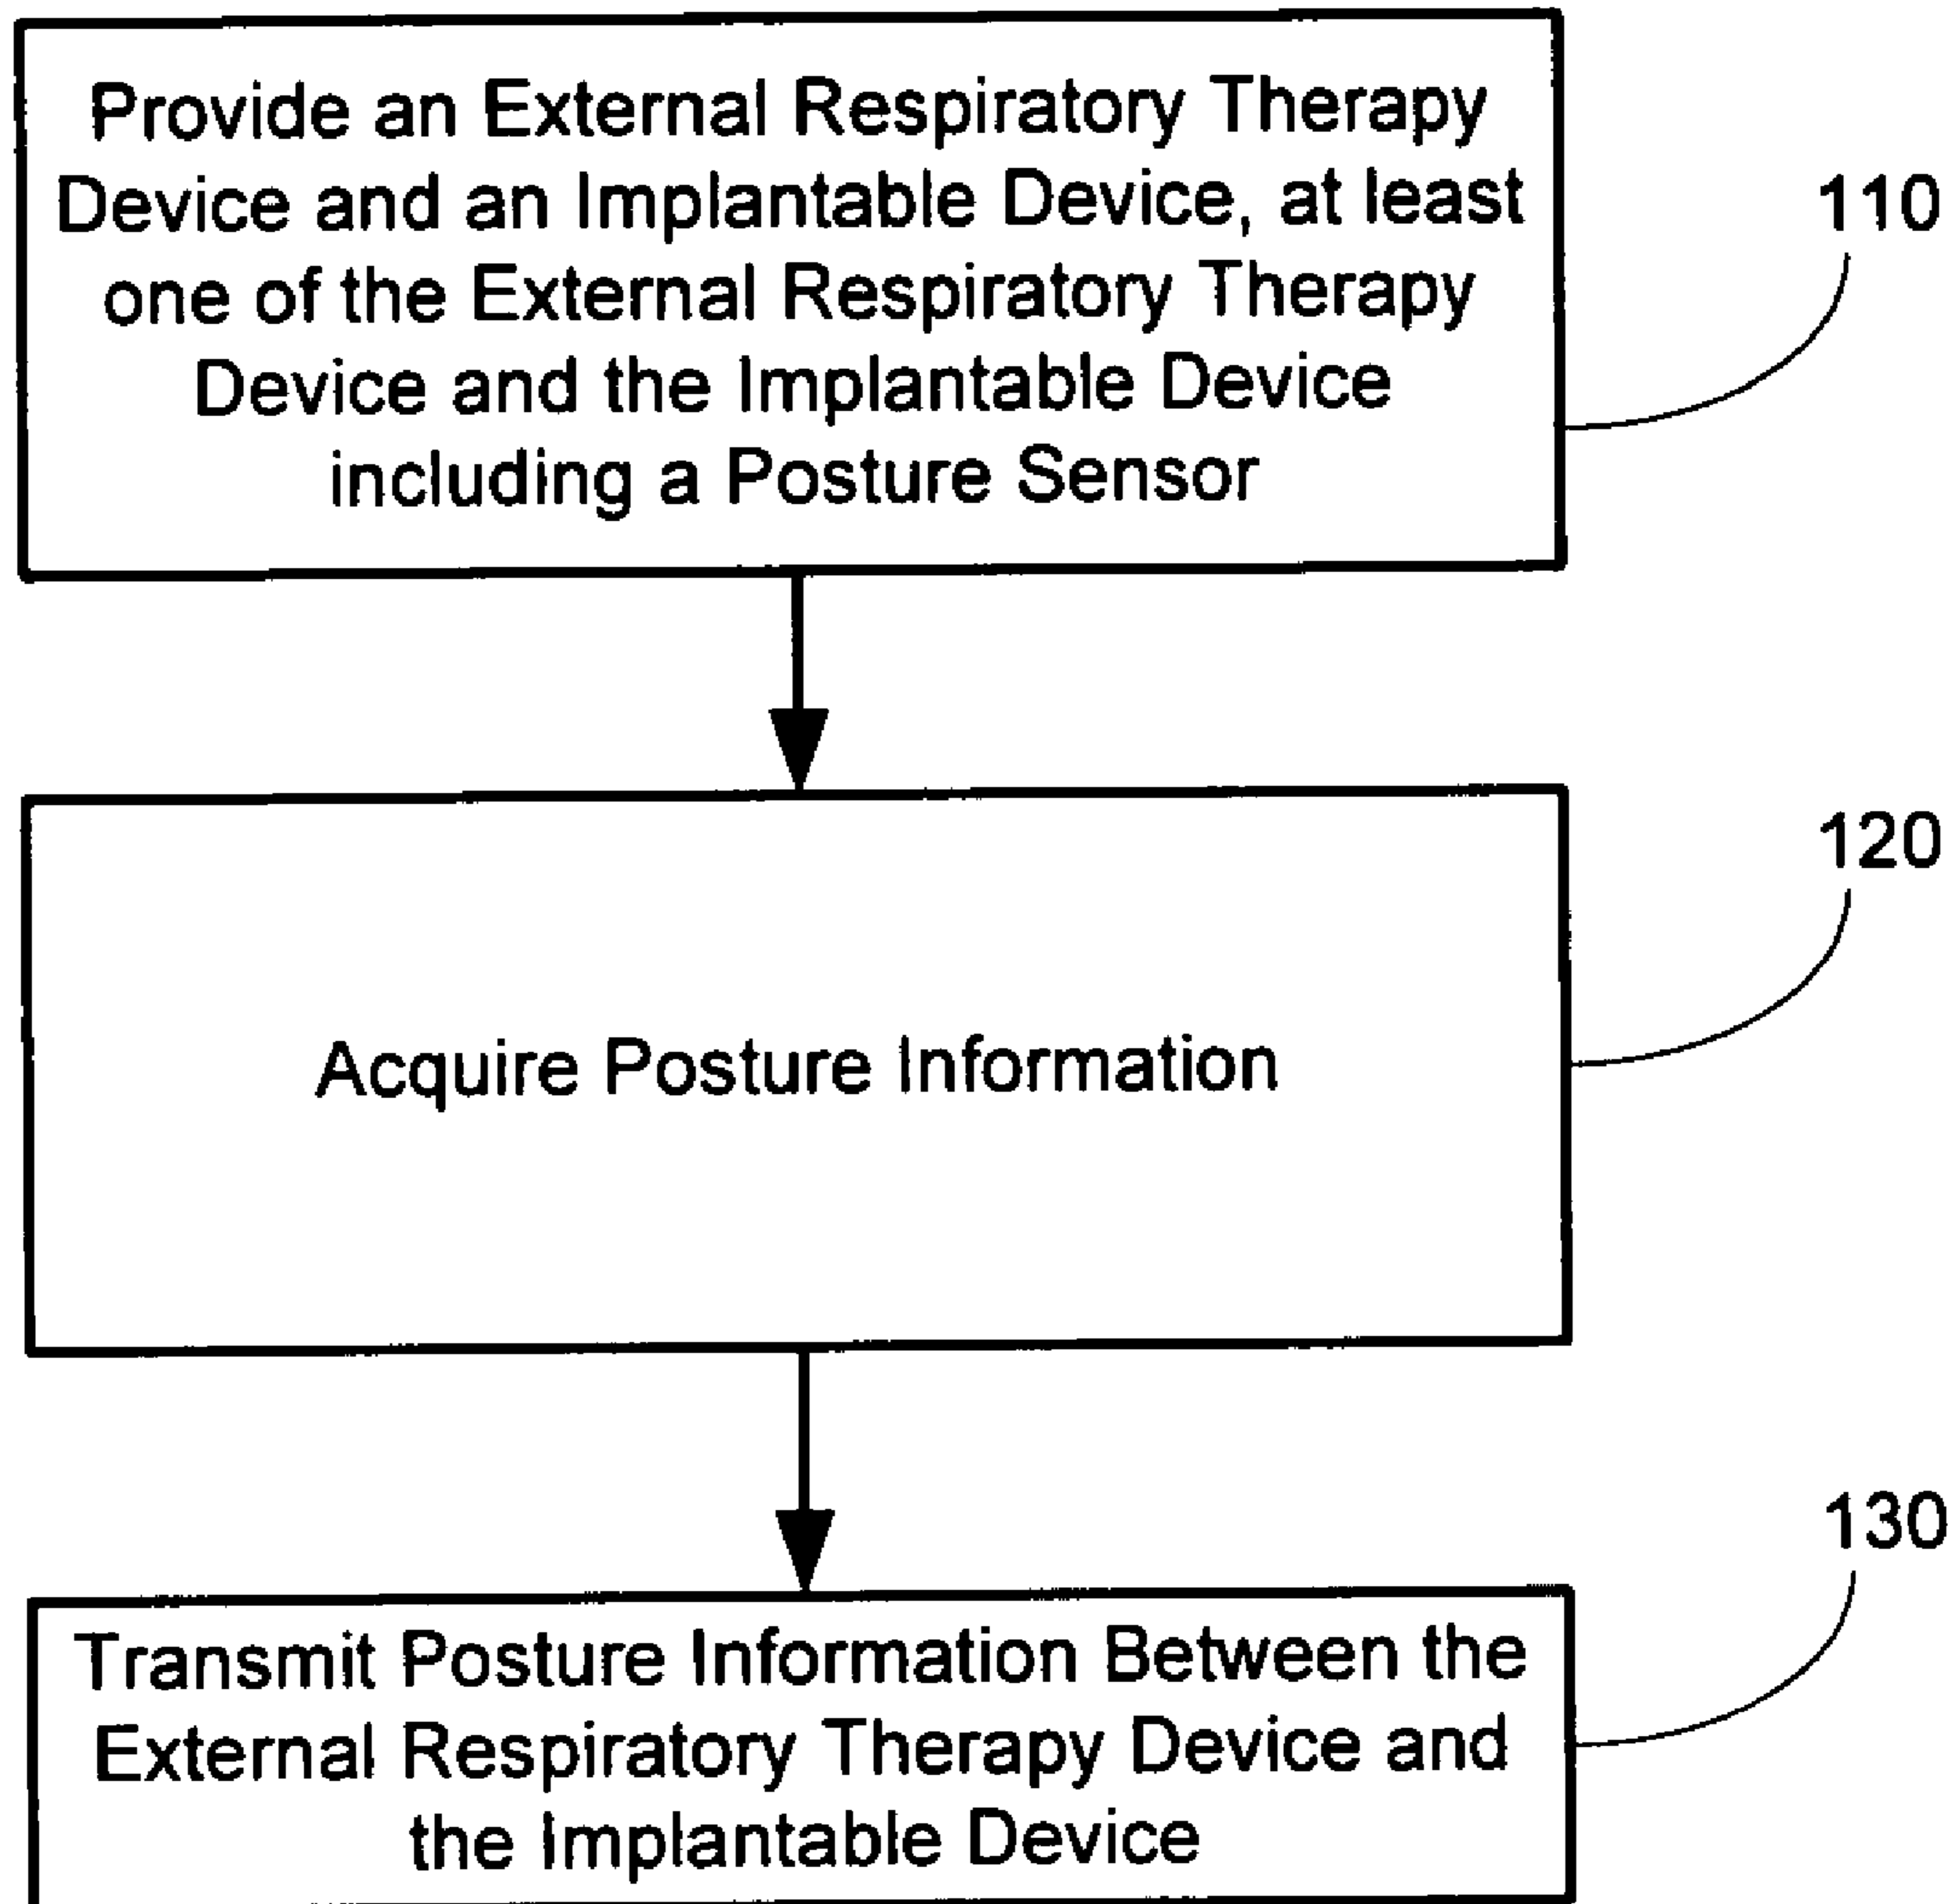 Provide an External Respiratory Therapy
Device and an Implantable Device, at least
one of the External Respiratory Therapy
Device and the Implantable Device
including a Posture Sensor
110
Acquire Posture Information
120
Transmit Posture Information Between the
External Respiratory Therapy Device and
the Implantable Device
130